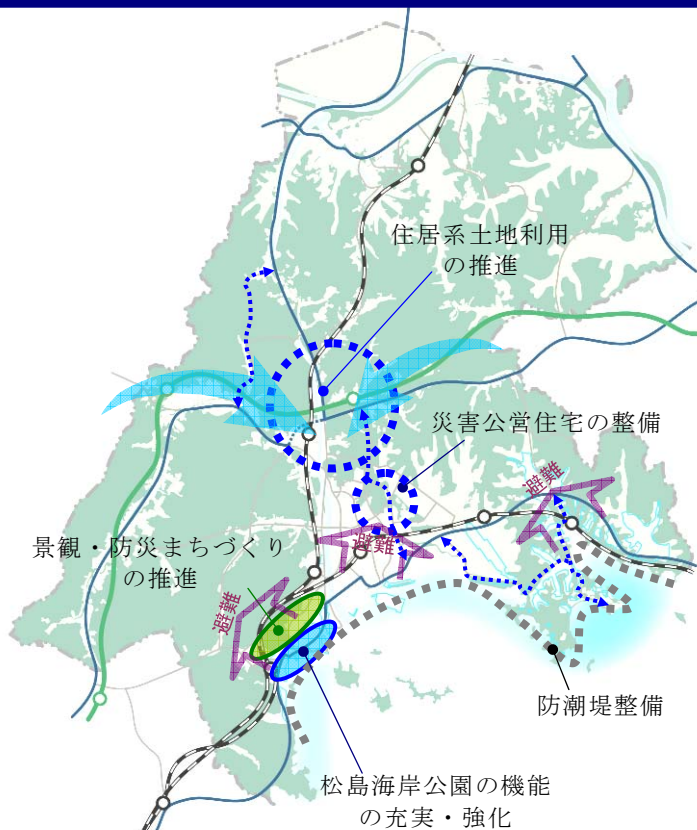 住居系土地利用
の推進
災害公営住宅の整備
避難
避難
景観・防災まちづくり
の推進
避難
防潮堤整備
松島海岸公園の機能
の充実・強化